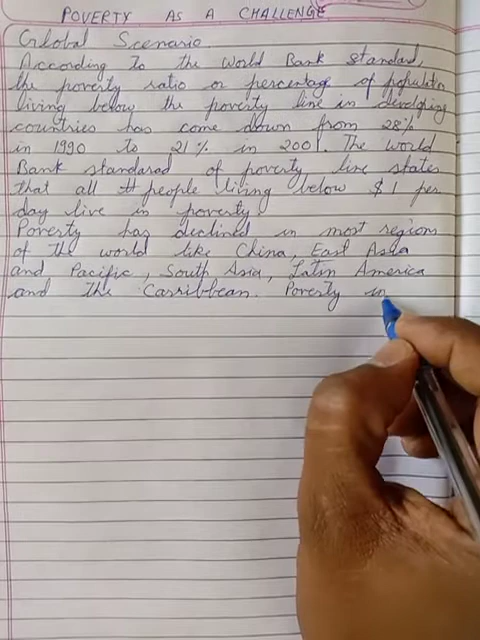 POVERTY AS A CHALLENGE
Global Scenario
According To the World Bank standard,
the poverty ratio or percentage of population
living below the poverty line in develping
countries has come down from 28%
in 1990 to 21% in 2001. The world
Bank standarad of poverty line states
that all people living below $1 per
day live in poverty
Poverty has declined in most regions
of the world like China, East Asia
and Pacific, South Asia, Latin America
and the Carribbean. Poverty in